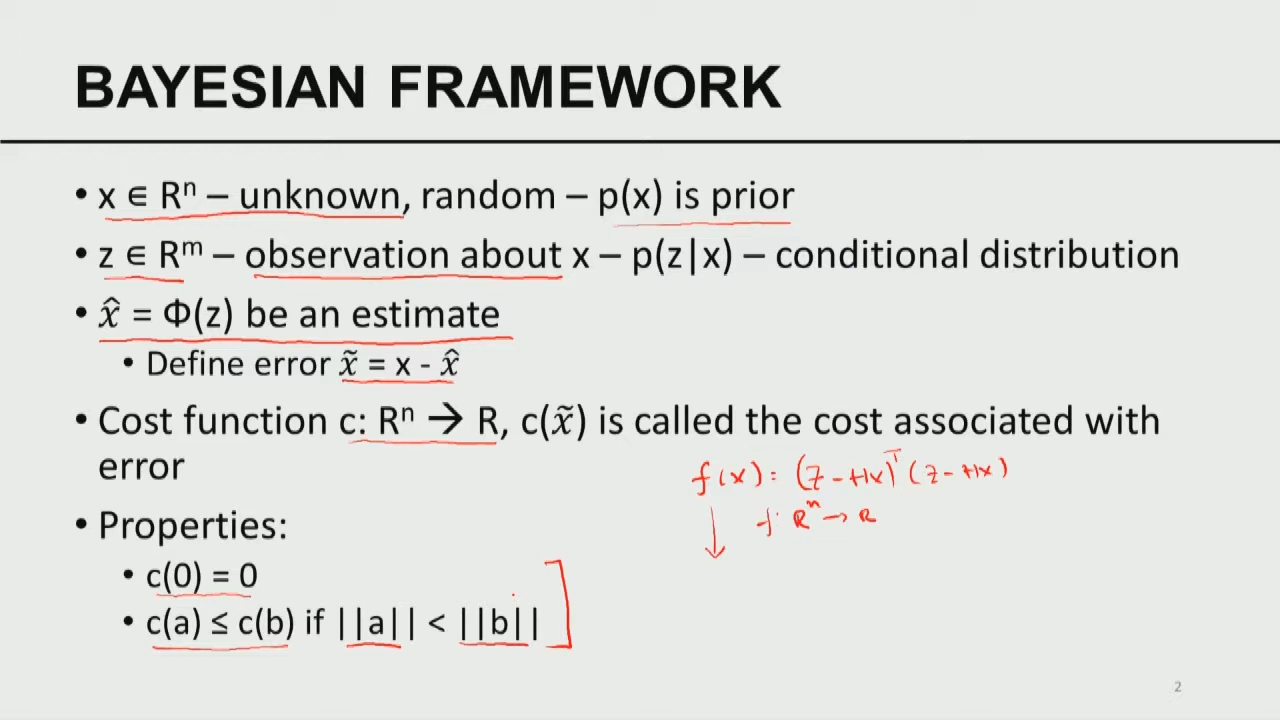 BAYESIAN FRAMEWORK
• x ∈ Rⁿ – unknown, random – p(x) is prior
• z ∈ Rᵐ – observation about x – p(z|x) – conditional distribution
• x̂ = Φ(z) be an estimate
• Define error x̃ = x - x̂
• Cost function c: Rⁿ → R, c(x̃) is called the cost associated with
error
f(x) = (z - Hx)ᵀ (z - Hx)
f: Rⁿ → R
• Properties:
• c(0) = 0
• c(a) ≤ c(b) if ||a|| < ||b||
2